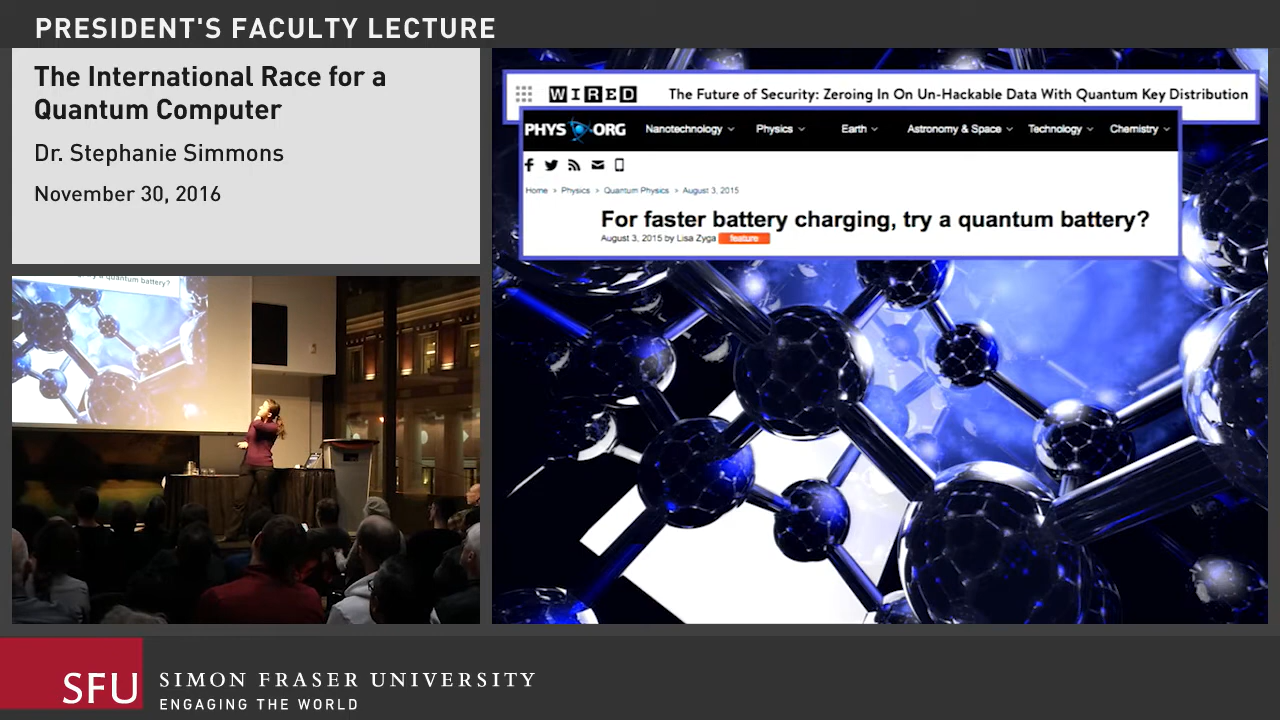 PRESIDENT'S FACULTY LECTURE
The International Race for a
Quantum Computer
Dr. Stephanie Simmons
November 30, 2016
WIRED The Future of Security: Zeroing In On Un-Hackable Data With Quantum Key Distribution
PHYS ORG Nanotechnology Physics Earth Astronomy & Space Technology Chemistry
Home > Physics > Quantum Physics > August 3, 2015
For faster battery charging, try a quantum battery?
August 3, 2015 by Lisa Zyga feature
try a quantum battery?
SFU SIMON FRASER UNIVERSITY
ENGAGING THE WORLD